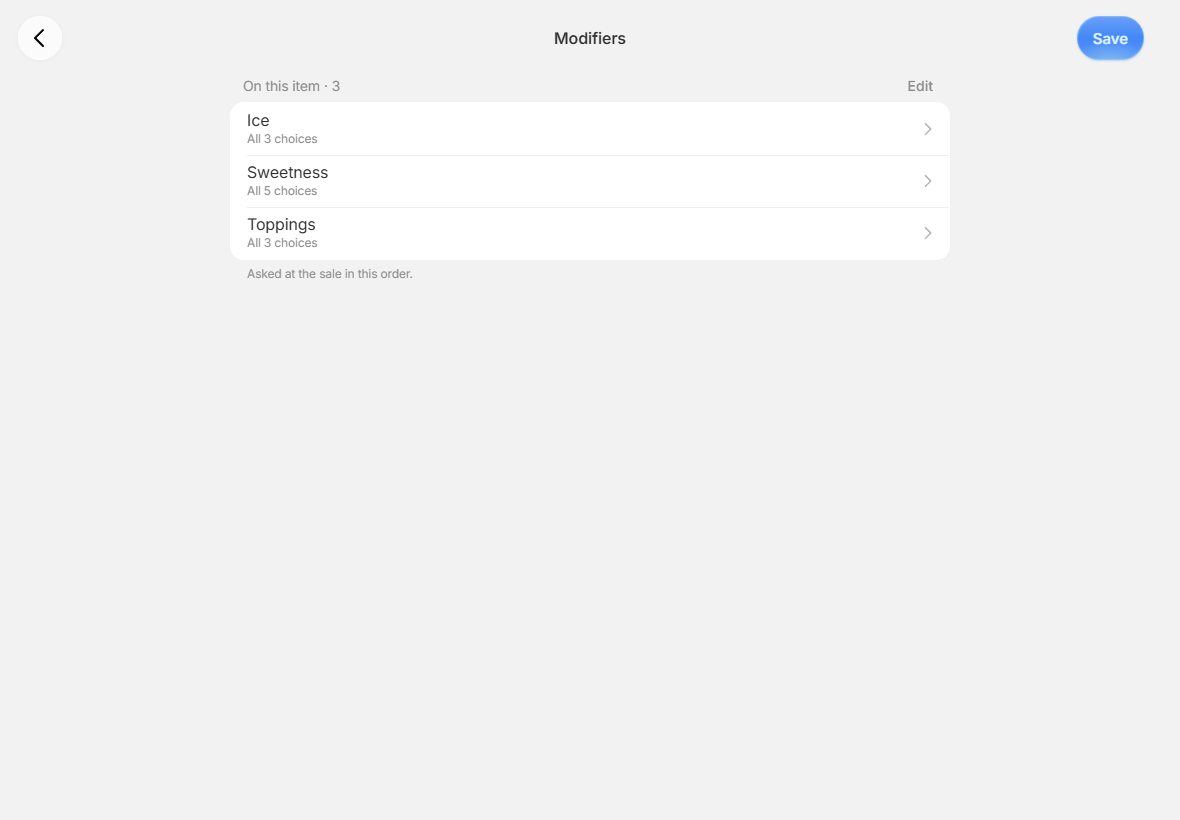 Modifiers
Save
On this item · 3
Edit
Ice
All 3 choices
Sweetness
All 5 choices
Toppings
All 3 choices
Asked at the sale in this order.